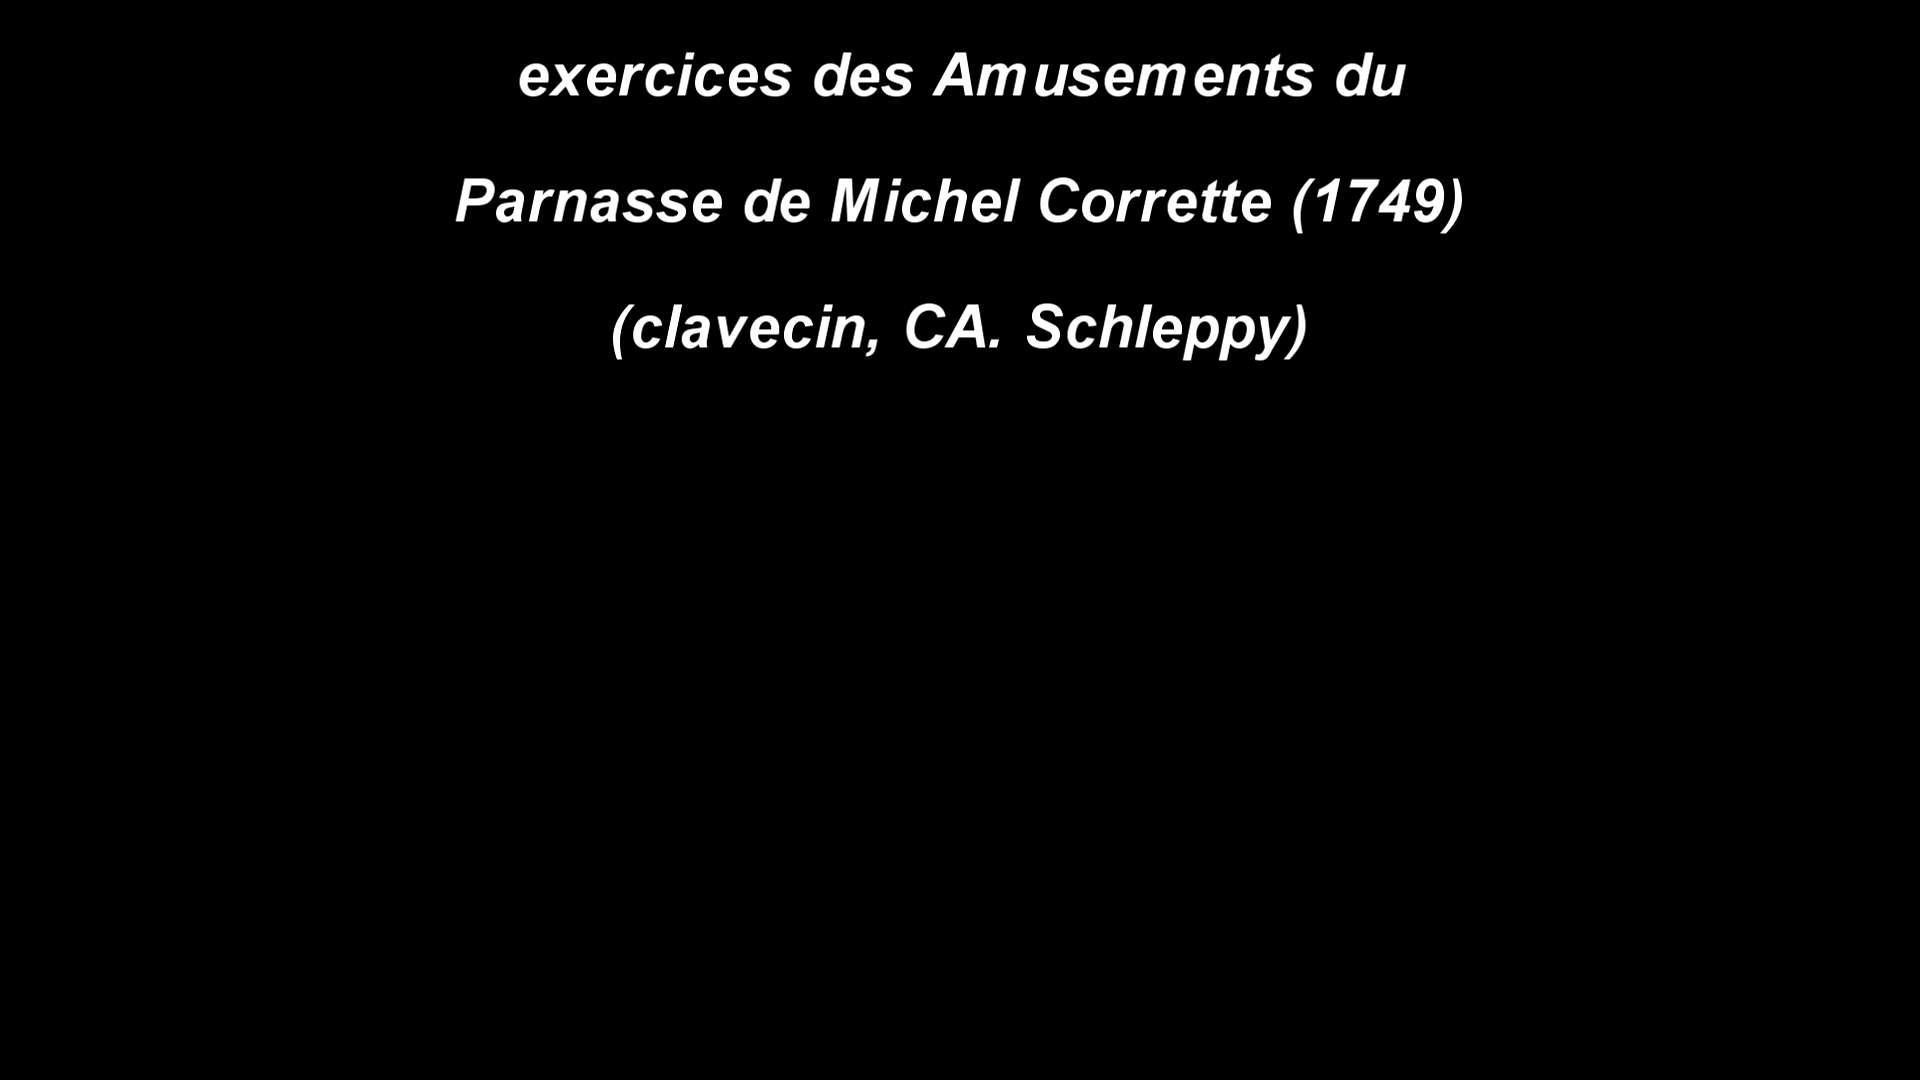 exercices des Amusements du
Parnasse de Michel Corrette (1749)
(clavecin, CA. Schleppy)